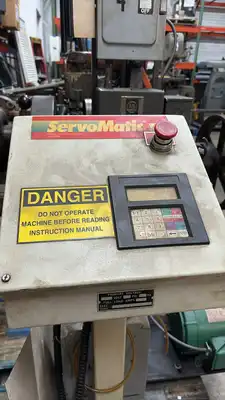 ServoMatic
DANGER
DO NOT OPERATE
MACHINE BEFORE READING
INSTRUCTION MANUAL